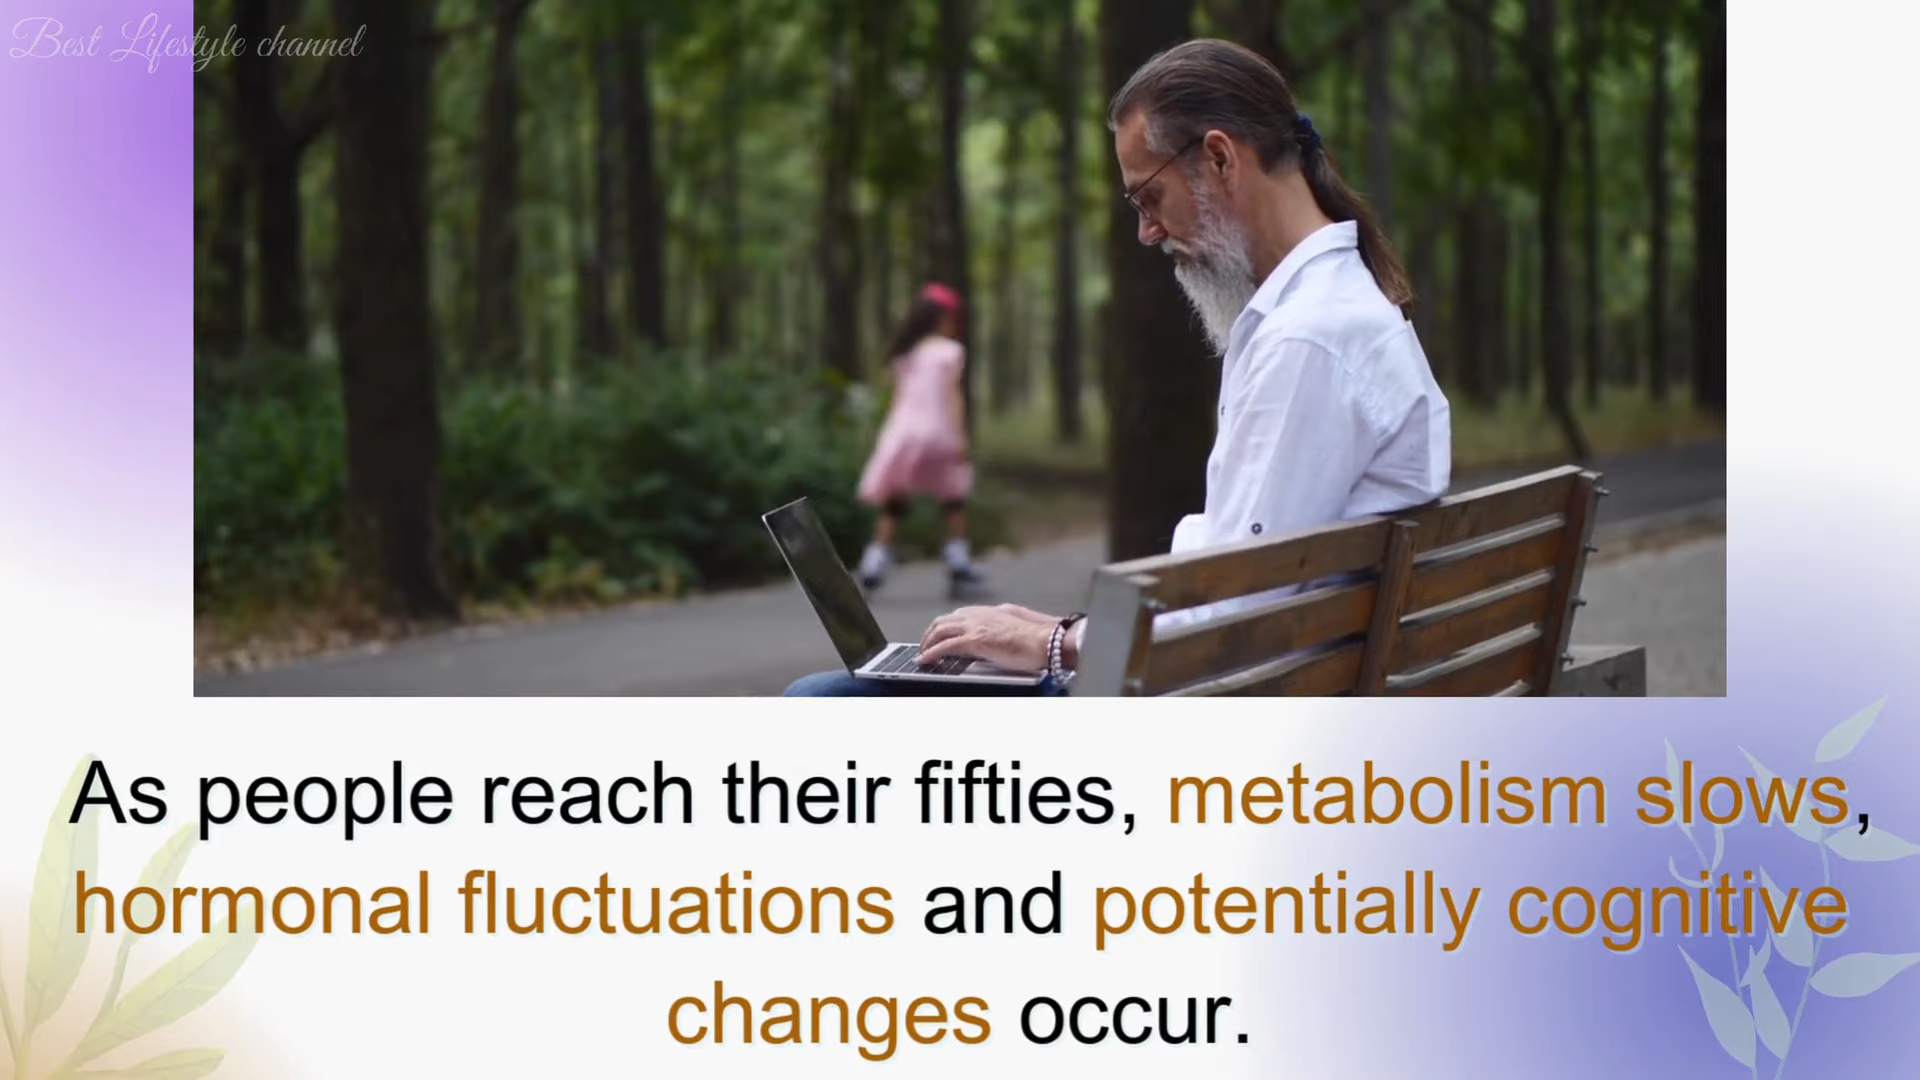 Best Lifestyle channel
As people reach their fifties, metabolism slows,
hormonal fluctuations and potentially cognitive
changes occur.